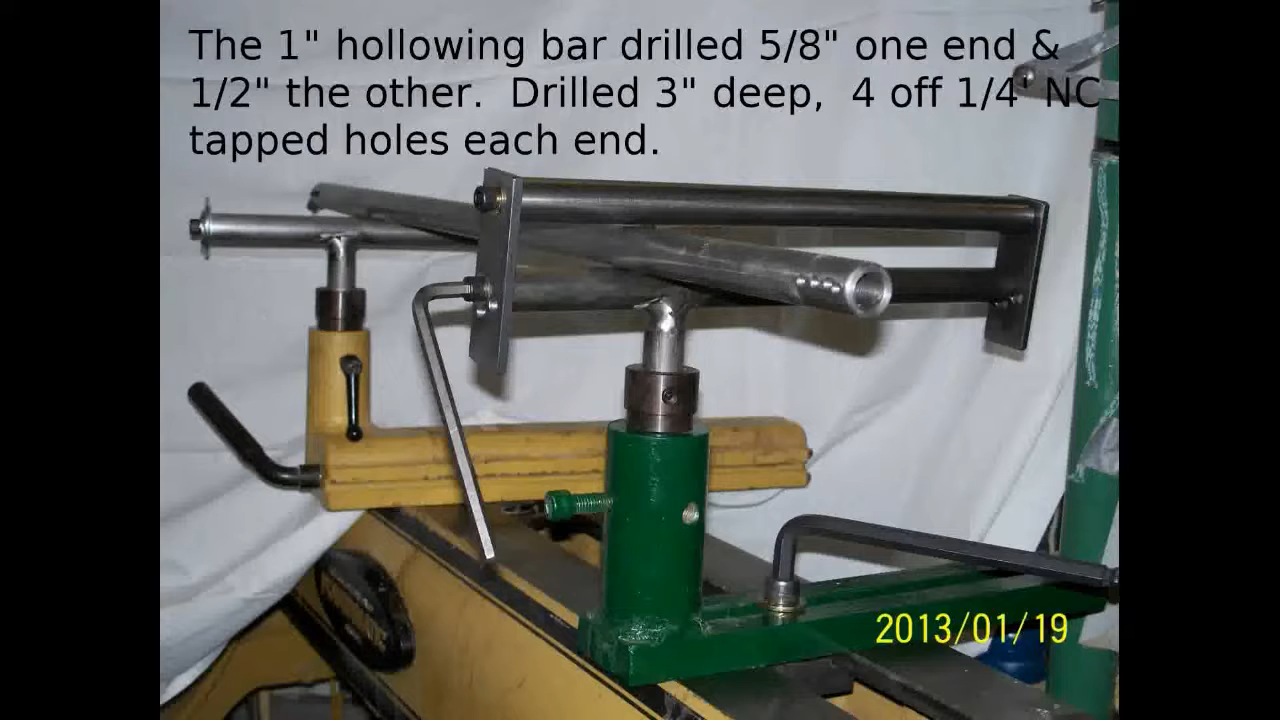 The 1" hollowing bar drilled 5/8" one end &
1/2" the other.  Drilled 3" deep,  4 off 1/4' NC
tapped holes each end.
2013/01/19